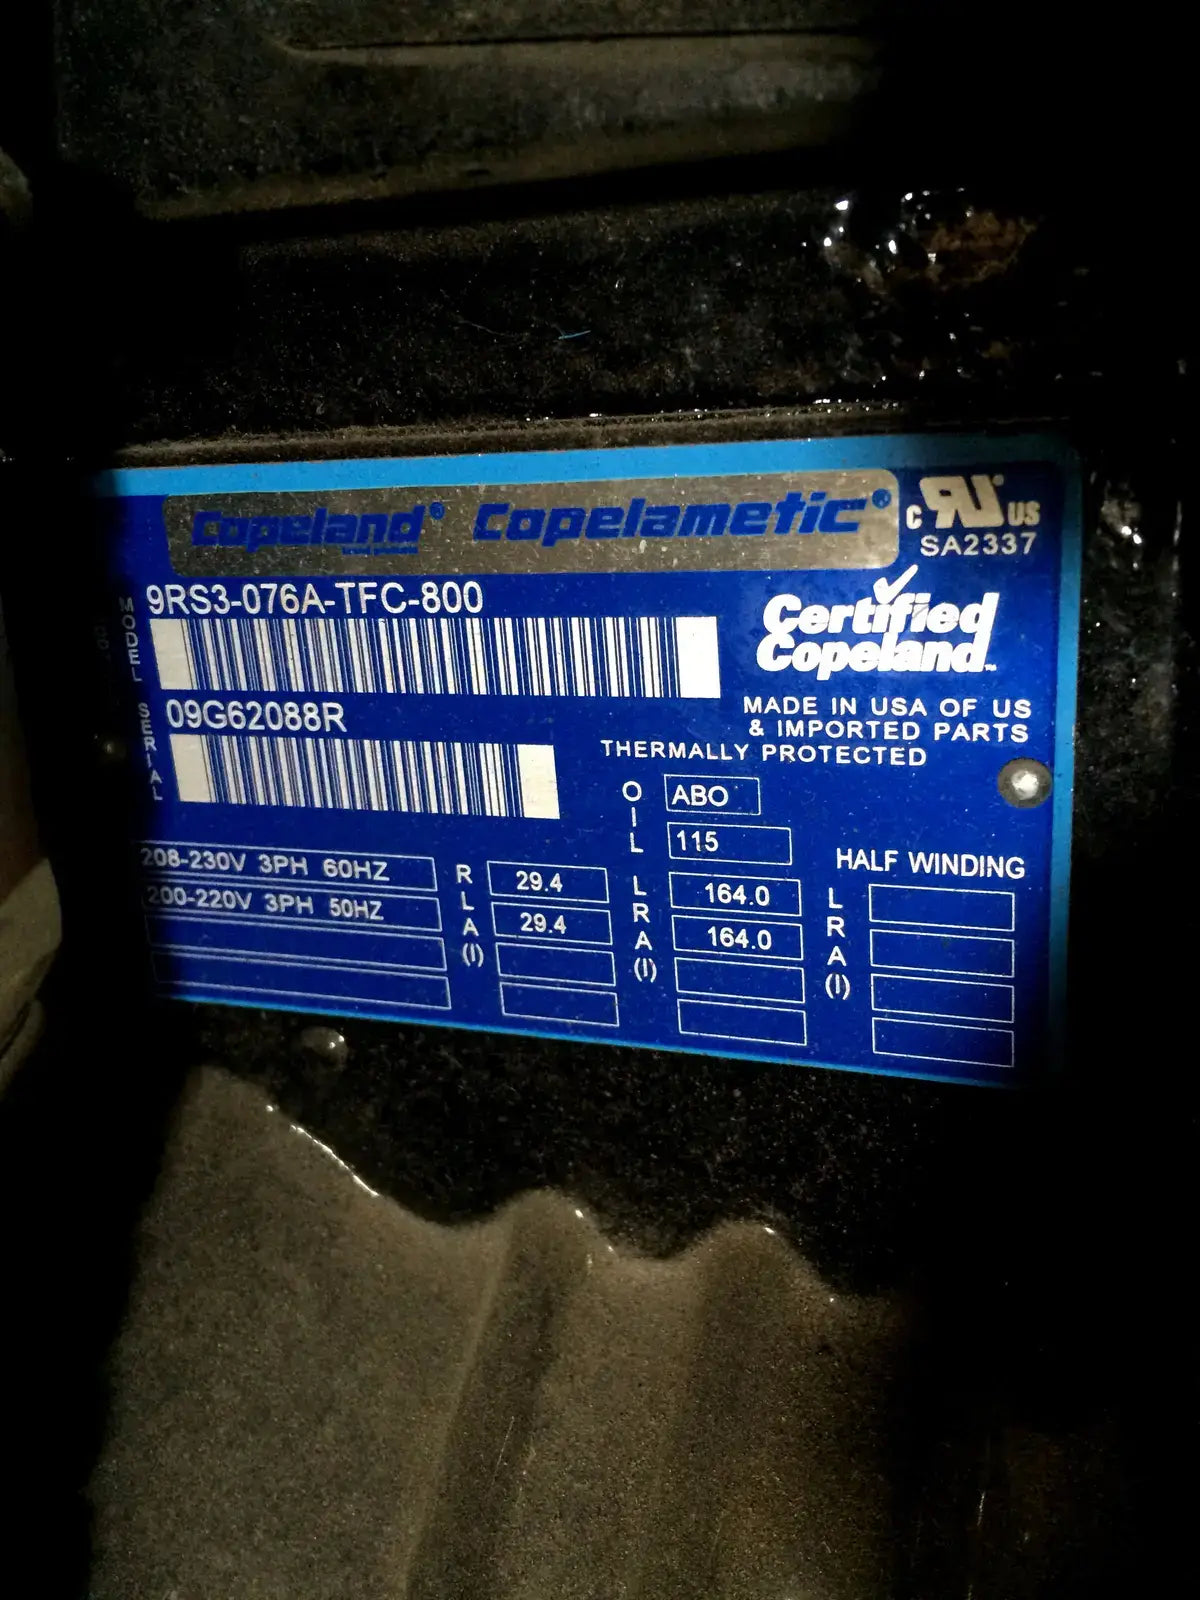 Copeland® Copelametic®
C RU® US
SA2337
MODEL 9RS3-076A-TFC-800
Certified
Copeland™
SERIAL 09G62088R
MADE IN USA OF US
& IMPORTED PARTS
THERMALLY PROTECTED
OIL ABO
115
HALF WINDING
208-230V 3PH 60HZ RLA(I) 29.4 LRA(I) 164.0 LRA(I)
200-220V 3PH 50HZ 29.4 164.0